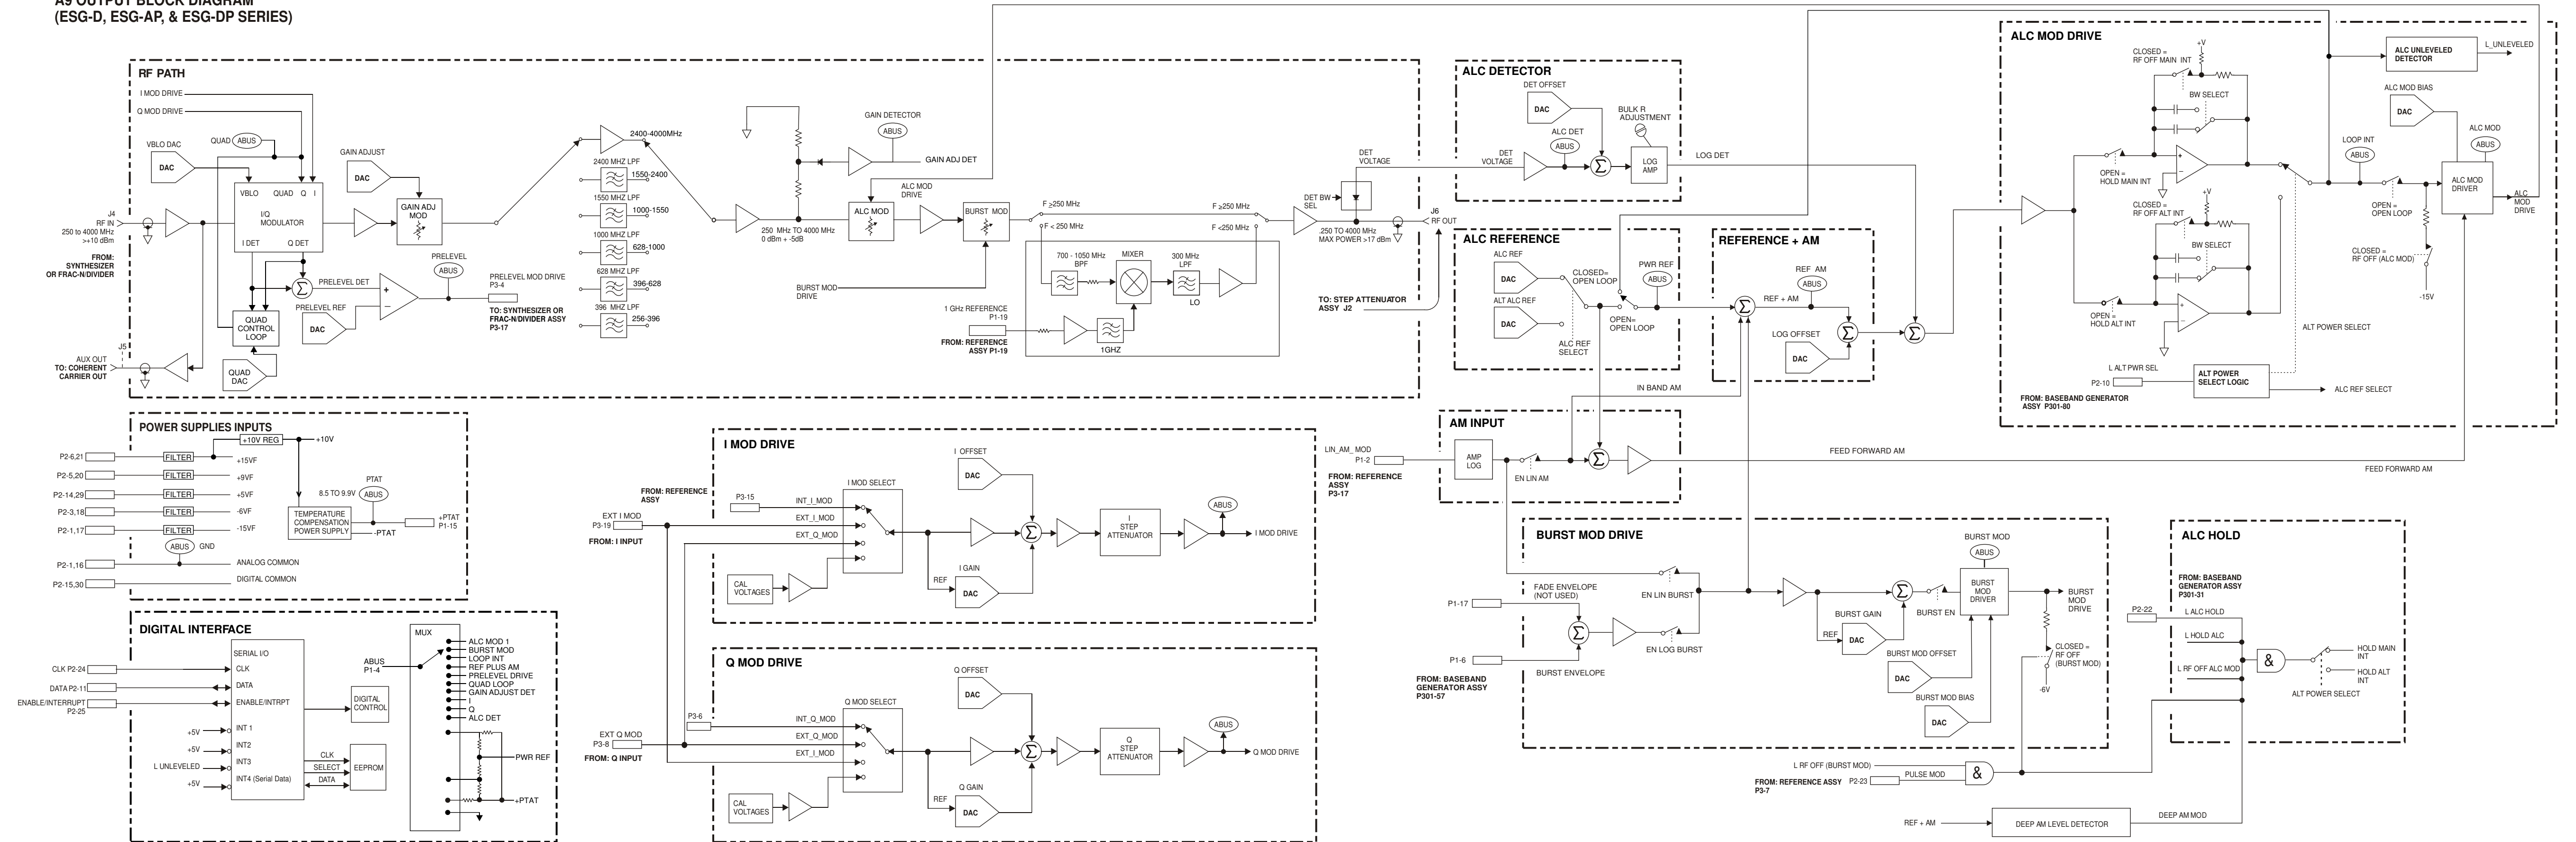 A9 OUTPUT BLOCK DIAGRAM
(ESG-D, ESG-AP, & ESG-DP SERIES)
RF PATH
I MOD DRIVE
Q MOD DRIVE
VBLO DAC
DAC
QUAD
ABUS
VBLO
QUAD
Q
I
I/Q
MODULATOR
I DET
Q DET
GAIN ADJUST
DAC
GAIN ADJ
MOD
J4
RF IN
250 to 4000 MHz
>+10 dBm
FROM:
SYNTHESIZER
OR FRAC-N/DIVIDER
QUAD
CONTROL
LOOP
QUAD
DAC
Σ
PRELEVEL DET
PRELEVEL REF
DAC
+
−
PRELEVEL
ABUS
PRELEVEL MOD DRIVE
P3-4
TO: SYNTHESIZER OR
FRAC-N/DIVIDER ASSY
P3-17
J5
AUX OUT
TO: COHERENT
CARRIER OUT
2400-4000MHz
2400 MHZ LPF
1550-2400
1550 MHZ LPF
1000-1550
1000 MHZ LPF
628-1000
628 MHZ LPF
396-628
396 MHZ LPF
256-396
GAIN DETECTOR
ABUS
GAIN ADJ DET
ALC MOD
DRIVE
250 MHz TO 4000 MHz
0 dBm + -5dB
ALC MOD
BURST MOD
BURST MOD
DRIVE
F ≥250 MHz
F < 250 MHz
F ≥250 MHz
F <250 MHz
700 - 1050 MHz
BPF
MIXER
300 MHz
LPF
LO
1 GHz REFERENCE
P1-19
FROM: REFERENCE
ASSY P1-19
1GHZ
DET BW
SEL
DET
VOLTAGE
.250 TO 4000 MHz
MAX POWER >17 dBm
J6
RF OUT
TO: STEP ATTENUATOR
ASSY J2
ALC DETECTOR
DET OFFSET
DAC
DET
VOLTAGE
ALC DET
ABUS
Σ
BULK R
ADJUSTMENT
LOG
AMP
LOG DET
ALC REFERENCE
ALC REF
DAC
ALT ALC REF
DAC
CLOSED=
OPEN LOOP
ALC REF
SELECT
OPEN=
OPEN LOOP
PWR REF
ABUS
REFERENCE + AM
REF AM
ABUS
Σ
REF + AM
LOG OFFSET
DAC
Σ
Σ
IN BAND AM
ALC MOD DRIVE
CLOSED =
RF OFF MAIN INT
+V
BW SELECT
+
−
OPEN =
HOLD MAIN INT
CLOSED =
RF OFF ALT INT
+V
BW SELECT
+
−
OPEN =
HOLD ALT INT
ALT POWER SELECT
L ALT PWR SEL
P2-10
ALT POWER
SELECT LOGIC
ALC REF SELECT
FROM: BASEBAND GENERATOR
ASSY P301-80
ALC UNLEVELED
DETECTOR
L_UNLEVELED
ALC MOD BIAS
DAC
LOOP INT
ABUS
ALC MOD
ABUS
ALC MOD
DRIVER
ALC
MOD
DRIVE
OPEN =
OPEN LOOP
CLOSED =
RF OFF (ALC MOD)
-15V
POWER SUPPLIES INPUTS
+10V REG
+10V
P2-6,21
FILTER
+15VF
P2-5,20
FILTER
+9VF
P2-14,29
FILTER
+5VF
P2-3,18
FILTER
-6VF
P2-1,17
FILTER
-15VF
8.5 TO 9.9V
PTAT
ABUS
TEMPERATURE
COMPENSATION
POWER SUPPLY
+PTAT
P1-15
-PTAT
ABUS
GND
P2-1,16
ANALOG COMMON
P2-15,30
DIGITAL COMMON
DIGITAL INTERFACE
SERIAL I/O
CLK P2-24
CLK
DATA P2-11
DATA
ENABLE/INTERRUPT
P2-25
ENABLE/INTRPT
+5V
INT 1
+5V
INT2
L UNLEVELED
INT3
+5V
INT4 (Serial Data)
DIGITAL
CONTROL
CLK
SELECT
DATA
EEPROM
MUX
ABUS
P1-4
ALC MOD 1
BURST MOD
LOOP INT
REF PLUS AM
PRELEVEL DRIVE
QUAD LOOP
GAIN ADJUST DET
I
Q
ALC DET
PWR REF
+PTAT
I MOD DRIVE
FROM: REFERENCE
ASSY
P3-15
EXT I MOD
P3-19
FROM: I INPUT
INT_I_MOD
EXT_I_MOD
EXT_Q_MOD
I MOD SELECT
CAL
VOLTAGES
I OFFSET
DAC
I GAIN
REF
DAC
Σ
I
STEP
ATTENUATOR
ABUS
I MOD DRIVE
Q MOD DRIVE
P3-6
EXT Q MOD
P3-8
FROM: Q INPUT
INT_Q_MOD
EXT_Q_MOD
EXT_I_MOD
Q MOD SELECT
CAL
VOLTAGES
Q OFFSET
DAC
Q GAIN
REF
DAC
Σ
Q
STEP
ATTENUATOR
ABUS
Q MOD DRIVE
AM INPUT
LIN_AM_ MOD
P1-2
FROM: REFERENCE
ASSY
P3-17
AMP
LOG
EN LIN AM
Σ
FEED FORWARD AM
FEED FORWARD AM
BURST MOD DRIVE
P1-17
FADE ENVELOPE
(NOT USED)
Σ
P1-6
BURST ENVELOPE
FROM: BASEBAND
GENERATOR ASSY
P301-57
EN LIN BURST
EN LOG BURST
BURST GAIN
REF
DAC
Σ
BURST EN
BURST MOD
ABUS
BURST
MOD
DRIVER
BURST MOD OFFSET
DAC
BURST MOD BIAS
DAC
BURST
MOD
DRIVE
CLOSED =
RF OFF
(BURST MOD)
-6V
ALC HOLD
FROM: BASEBAND
GENERATOR ASSY
P301-31
P2-22
L ALC HOLD
L HOLD ALC
L RF OFF ALC MOD
&
HOLD MAIN
INT
HOLD ALT
INT
ALT POWER SELECT
L RF OFF (BURST MOD)
FROM: REFERENCE ASSY
P3-7
P2-23
PULSE MOD
&
REF + AM
DEEP AM LEVEL DETECTOR
DEEP AM MOD